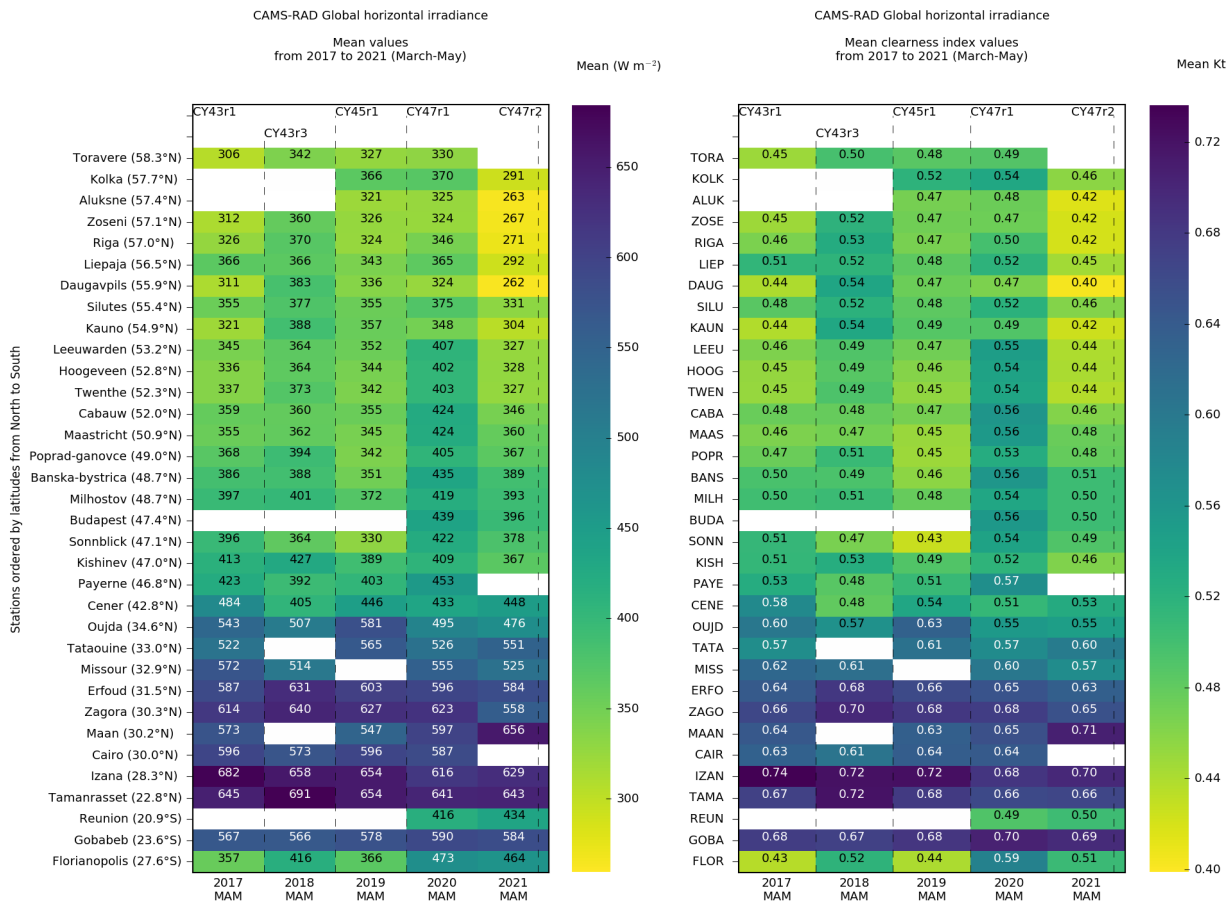 CAMS-RAD Global horizontal irradiance
Mean values
from 2017 to 2021 (March-May)
Mean (W m⁻²)
CY43r1 CY45r1 CY47r1 CY47r2
CY43r3
Stations ordered by latitudes from North to South
Toravere (58.3°N) 306 342 327 330
Kolka (57.7°N) 366 370 291
Aluksne (57.4°N) 321 325 263
Zoseni (57.1°N) 312 360 326 324 267
Riga (57.0°N) 326 370 324 346 271
Liepaja (56.5°N) 366 366 343 365 292
Daugavpils (55.9°N) 311 383 336 324 262
Silutes (55.4°N) 355 377 355 375 331
Kauno (54.9°N) 321 388 357 348 304
Leeuwarden (53.2°N) 345 364 352 407 327
Hoogeveen (52.8°N) 336 364 344 402 328
Twenthe (52.3°N) 337 373 342 403 327
Cabauw (52.0°N) 359 360 355 424 346
Maastricht (50.9°N) 355 362 345 424 360
Poprad-ganovce (49.0°N) 368 394 342 405 367
Banska-bystrica (48.7°N) 386 388 351 435 389
Milhostov (48.7°N) 397 401 372 419 393
Budapest (47.4°N) 439 396
Sonnblick (47.1°N) 396 364 330 422 378
Kishinev (47.0°N) 413 427 389 409 367
Payerne (46.8°N) 423 392 403 453
Cener (42.8°N) 484 405 446 433 448
Oujda (34.6°N) 543 507 581 495 476
Tataouine (33.0°N) 522 565 526 551
Missour (32.9°N) 572 514 555 525
Erfoud (31.5°N) 587 631 603 596 584
Zagora (30.3°N) 614 640 627 623 558
Maan (30.2°N) 573 547 597 656
Cairo (30.0°N) 596 573 596 587
Izana (28.3°N) 682 658 654 616 629
Tamanrasset (22.8°N) 645 691 654 641 643
Reunion (20.9°S) 416 434
Gobabeb (23.6°S) 567 566 578 590 584
Florianopolis (27.6°S) 357 416 366 473 464
2017 2018 2019 2020 2021
MAM MAM MAM MAM MAM
650
600
550
500
450
400
350
300
CAMS-RAD Global horizontal irradiance
Mean clearness index values
from 2017 to 2021 (March-May)
Mean Kt
CY43r1 CY45r1 CY47r1 CY47r2
CY43r3
TORA 0.45 0.50 0.48 0.49
KOLK 0.52 0.54 0.46
ALUK 0.47 0.48 0.42
ZOSE 0.45 0.52 0.47 0.47 0.42
RIGA 0.46 0.53 0.47 0.50 0.42
LIEP 0.51 0.52 0.48 0.52 0.45
DAUG 0.44 0.54 0.47 0.47 0.40
SILU 0.48 0.52 0.48 0.52 0.46
KAUN 0.44 0.54 0.49 0.49 0.42
LEEU 0.46 0.49 0.47 0.55 0.44
HOOG 0.45 0.49 0.46 0.54 0.44
TWEN 0.45 0.49 0.45 0.54 0.44
CABA 0.48 0.48 0.47 0.56 0.46
MAAS 0.46 0.47 0.45 0.56 0.48
POPR 0.47 0.51 0.45 0.53 0.48
BANS 0.50 0.49 0.46 0.56 0.51
MILH 0.50 0.51 0.48 0.54 0.50
BUDA 0.56 0.50
SONN 0.51 0.47 0.43 0.54 0.49
KISH 0.51 0.53 0.49 0.52 0.46
PAYE 0.53 0.48 0.51 0.57
CENE 0.58 0.48 0.54 0.51 0.53
OUJD 0.60 0.57 0.63 0.55 0.55
TATA 0.57 0.61 0.57 0.60
MISS 0.62 0.61 0.60 0.57
ERFO 0.64 0.68 0.66 0.65 0.63
ZAGO 0.66 0.70 0.68 0.68 0.65
MAAN 0.64 0.63 0.65 0.71
CAIR 0.63 0.61 0.64 0.64
IZAN 0.74 0.72 0.72 0.68 0.70
TAMA 0.67 0.72 0.68 0.66 0.66
REUN 0.49 0.50
GOBA 0.68 0.67 0.68 0.70 0.69
FLOR 0.43 0.52 0.44 0.59 0.51
2017 2018 2019 2020 2021
MAM MAM MAM MAM MAM
0.72
0.68
0.64
0.60
0.56
0.52
0.48
0.44
0.40